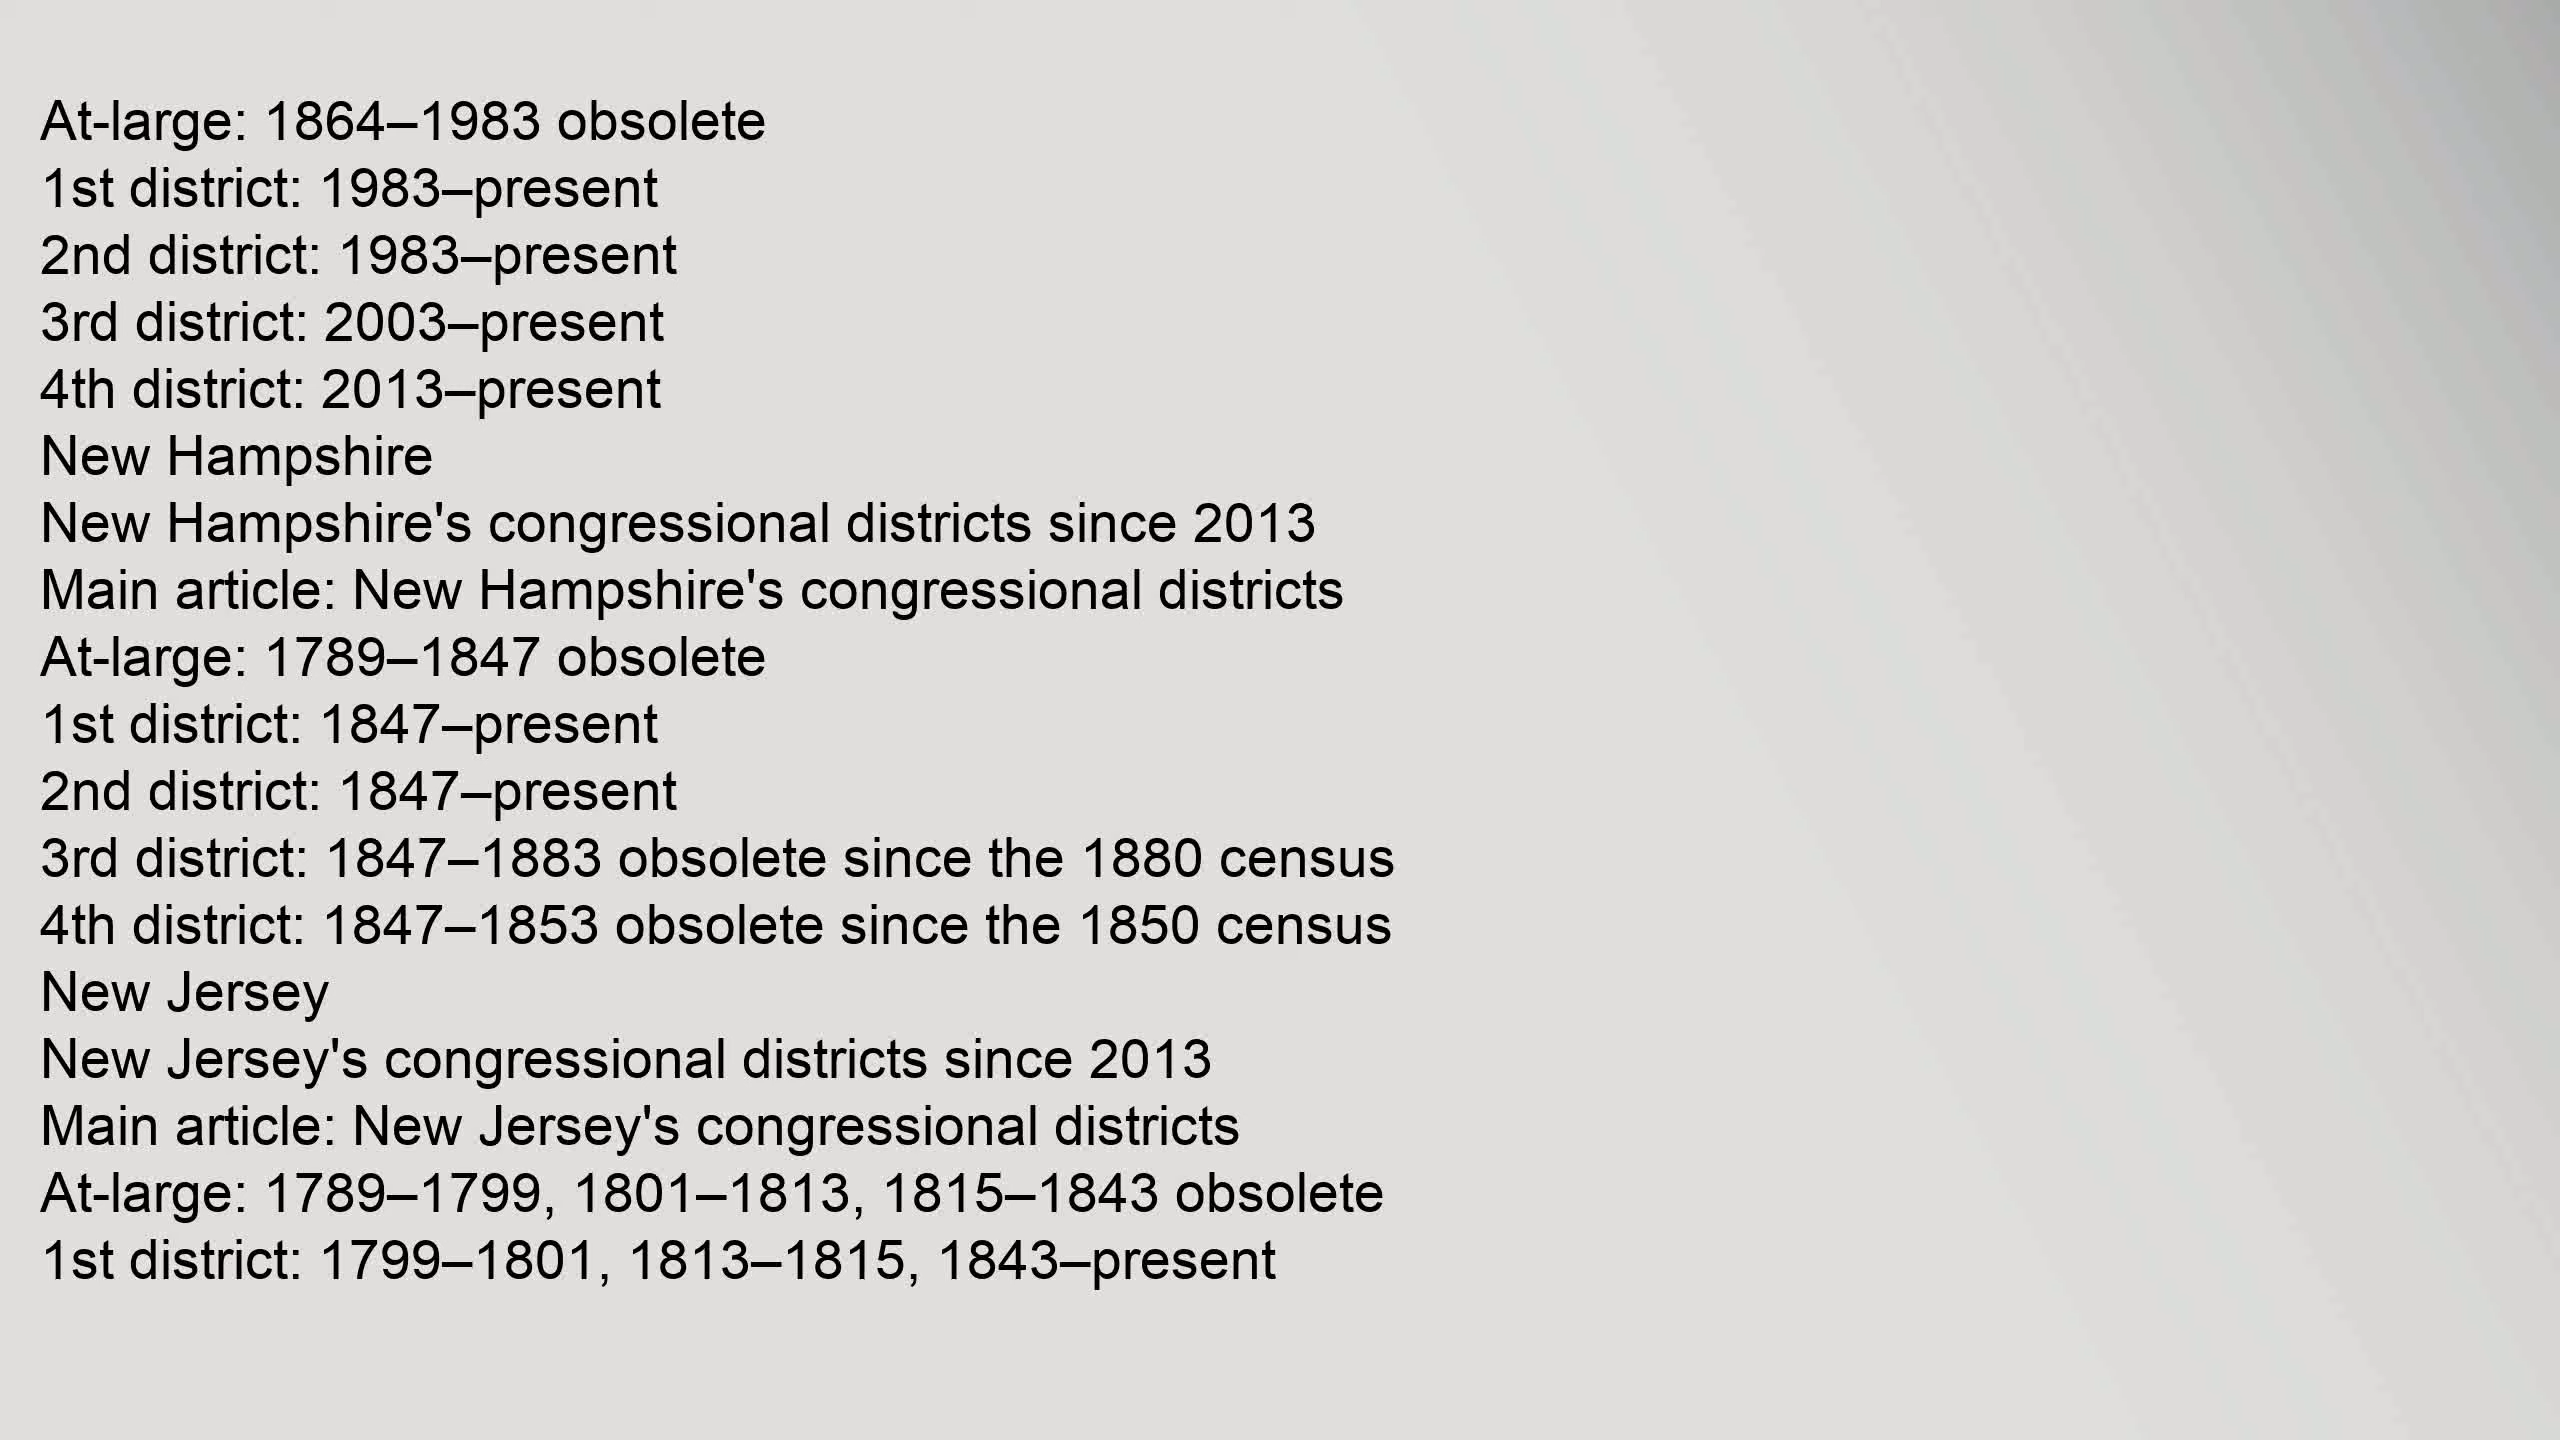 At-large: 1864–1983 obsolete
1st district: 1983–present
2nd district: 1983–present
3rd district: 2003–present
4th district: 2013–present
New Hampshire
New Hampshire's congressional districts since 2013
Main article: New Hampshire's congressional districts
At-large: 1789–1847 obsolete
1st district: 1847–present
2nd district: 1847–present
3rd district: 1847–1883 obsolete since the 1880 census
4th district: 1847–1853 obsolete since the 1850 census
New Jersey
New Jersey's congressional districts since 2013
Main article: New Jersey's congressional districts
At-large: 1789–1799, 1801–1813, 1815–1843 obsolete
1st district: 1799–1801, 1813–1815, 1843–present